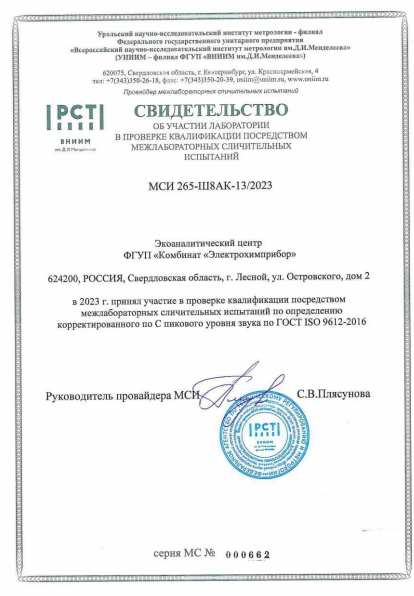 Уральский научно-исследовательский институт метрологии - филиал
Федерального государственного унитарного предприятия
«Всероссийский научно-исследовательский институт метрологии им.Д.И.Менделеева»
(УНИИМ – филиал ФГУП «ВНИИМ им.Д.И.Менделеева»)
620075, Свердловская область, г. Екатеринбург, ул. Красноармейская, 4
тел: +7(343)350-26-18, факс: +7(343)350-20-39, uniim@uniim.ru, www.uniim.ru
Провайдер межлабораторных сличительных испытаний
РСТ
ВНИИМ
им. Д.И.Менделеева
СВИДЕТЕЛЬСТВО
ОБ УЧАСТИИ ЛАБОРАТОРИИ
В ПРОВЕРКЕ КВАЛИФИКАЦИИ ПОСРЕДСТВОМ
МЕЖЛАБОРАТОРНЫХ СЛИЧИТЕЛЬНЫХ
ИСПЫТАНИЙ
МСИ 265-Ш8АК-13/2023
Экоаналитический центр
ФГУП «Комбинат «Электрохимприбор»
624200, РОССИЯ, Свердловская область, г. Лесной, ул. Островского, дом 2
в 2023 г. принял участие в проверке квалификации посредством
межлабораторных сличительных испытаний по определению
корректированного по С пикового уровня звука по ГОСТ ISO 9612-2016
Руководитель провайдера МСИ
С.В.Плясунова
РСТ
ВНИИМ
серия МС № 000662